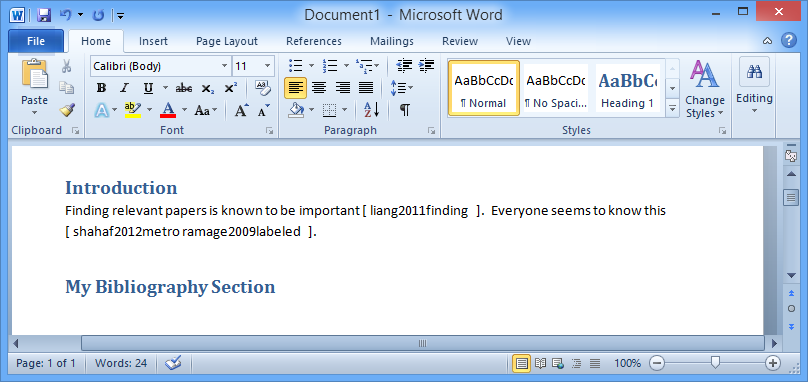 Document1 - Microsoft Word
File Home Insert Page Layout References Mailings Review View
Calibri (Body) 11
AaBbCcDc AaBbCcDc AaBbCc
Paste
B I U abc x₂ x²
A ab A Aa A A
¶ Normal ¶ No Spaci... Heading 1
Change Styles
Editing
Clipboard Font Paragraph Styles
Introduction
Finding relevant papers is known to be important [ liang2011finding ]. Everyone seems to know this
[ shahaf2012metro ramage2009labeled ].
My Bibliography Section
Page: 1 of 1 Words: 24 100%